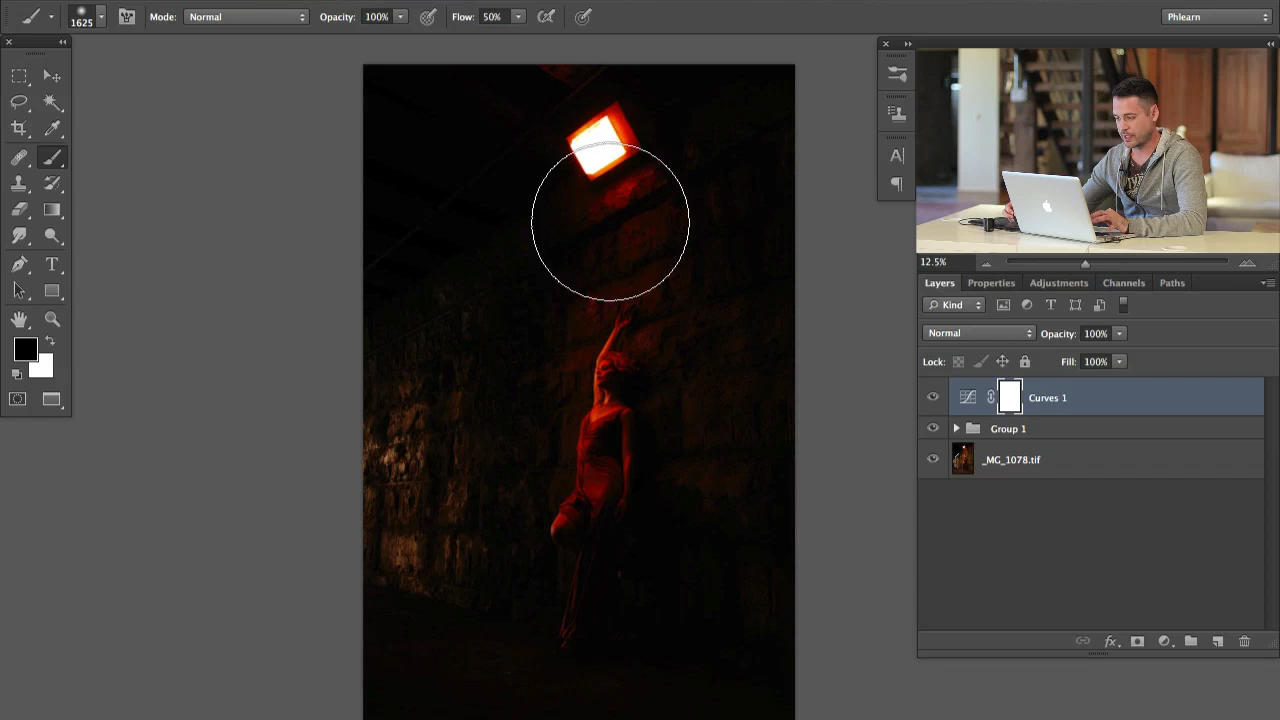 1625 Mode: Normal Opacity: 100% Flow: 50% Phlearn
12.5%
Layers Properties Adjustments Channels Paths
Kind
Normal Opacity: 100%
Lock: Fill: 100%
Curves 1
Group 1
_MG_1078.tif